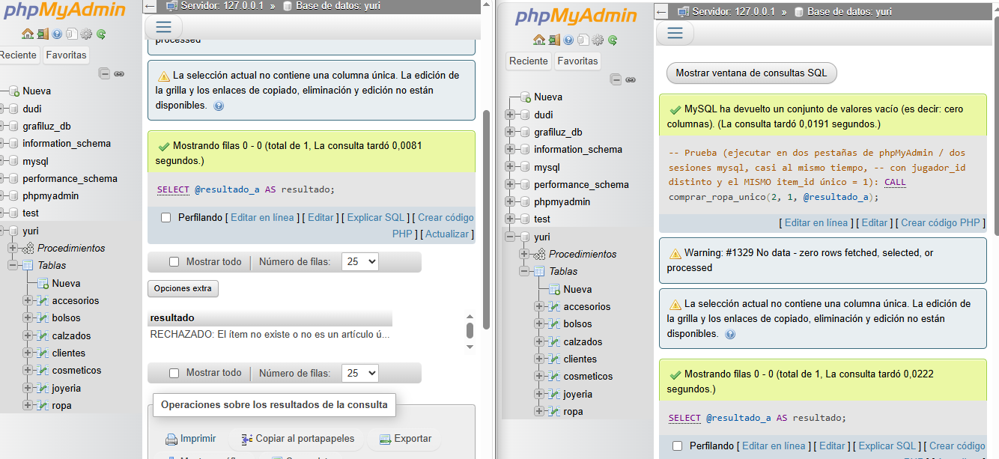 phpMyAdmin
Reciente Favoritas
Nueva
dudi
grafiluz_db
information_schema
mysql
performance_schema
phpmyadmin
test
yuri
Procedimientos
Tablas
Nueva
accesorios
bolsos
calzados
clientes
cosmeticos
joyeria
ropa
Servidor: 127.0.0.1 » Base de datos: yuri
processed
La selección actual no contiene una columna única. La edición de
la grilla y los enlaces de copiado, eliminación y edición no están
disponibles.
Mostrando filas 0 - 0 (total de 1, La consulta tardó 0,0081
segundos.)
SELECT @resultado_a AS resultado;
Perfilando [ Editar en línea ] [ Editar ] [ Explicar SQL ] [ Crear código
PHP ] [ Actualizar ]
Mostrar todo Número de filas: 25
Opciones extra
resultado
RECHAZADO: El ítem no existe o no es un artículo ú...
Mostrar todo Número de filas: 25
Operaciones sobre los resultados de la consulta
Imprimir Copiar al portapapeles Exportar
phpMyAdmin
Reciente Favoritas
Nueva
dudi
grafiluz_db
information_schema
mysql
performance_schema
phpmyadmin
test
yuri
Procedimientos
Tablas
Nueva
accesorios
bolsos
calzados
clientes
cosmeticos
joyeria
ropa
Servidor: 127.0.0.1 » Base de datos: yuri
Mostrar ventana de consultas SQL
MySQL ha devuelto un conjunto de valores vacío (es decir: cero
columnas). (La consulta tardó 0,0191 segundos.)
-- Prueba (ejecutar en dos pestañas de phpMyAdmin / dos
sesiones mysql, casi al mismo tiempo, -- con jugador_id
distinto y el MISMO item_id único = 1): CALL
comprar_ropa_unico(2, 1, @resultado_a);
[ Editar en línea ] [ Editar ] [ Crear código PHP ]
Warning: #1329 No data - zero rows fetched, selected, or
processed
La selección actual no contiene una columna única. La edición de
la grilla y los enlaces de copiado, eliminación y edición no están
disponibles.
Mostrando filas 0 - 0 (total de 1, La consulta tardó 0,0222
segundos.)
SELECT @resultado_a AS resultado;
Perfilando [ Editar en línea ] [ Editar ] [ Explicar SQL ] [ Crear código